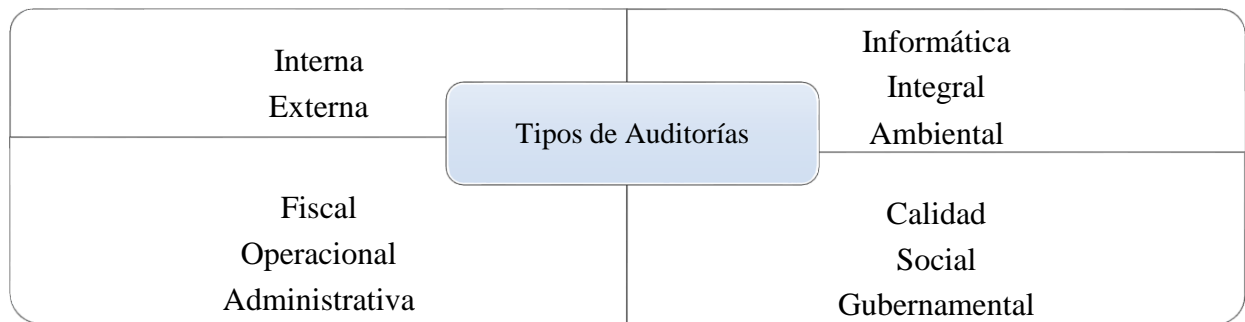 Interna
Externa
Informática
Integral
Ambiental
Tipos de Auditorías
Fiscal
Operacional
Administrativa
Calidad
Social
Gubernamental